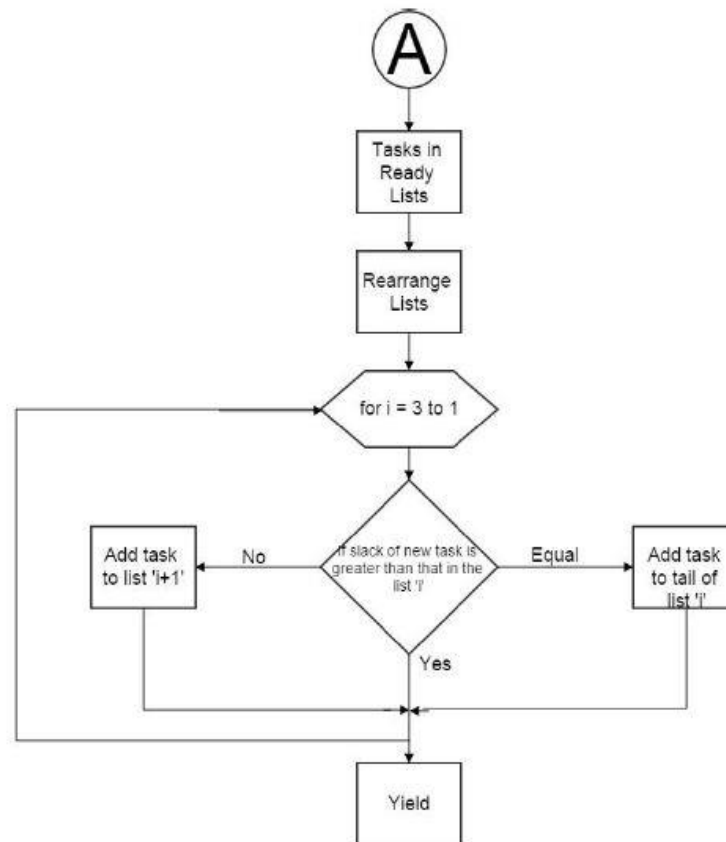 A
Tasks in
Ready
Lists
Rearrange
Lists
for i = 3 to 1
If slack of new task is
greater than that in the
list 'i'
No
Equal
Add task
to list 'i+1'
Add task
to tail of
list 'i'
Yes
Yield